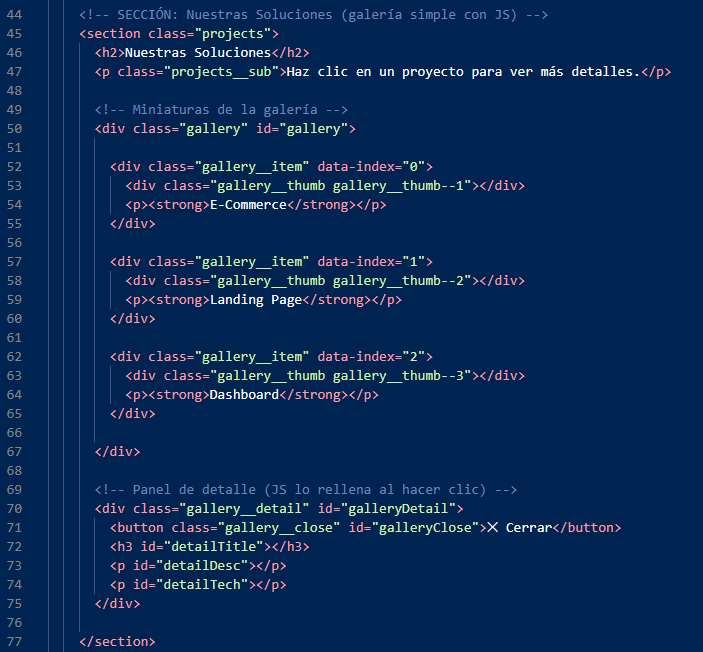 44 <!-- SECCIÓN: Nuestras Soluciones (galería simple con JS) -->
45 <section class="projects">
46 <h2>Nuestras Soluciones</h2>
47 <p class="projects__sub">Haz clic en un proyecto para ver más detalles.</p>
48
49 <!-- Miniaturas de la galería -->
50 <div class="gallery" id="gallery">
51
52 <div class="gallery__item" data-index="0">
53 <div class="gallery__thumb gallery__thumb--1"></div>
54 <p><strong>E-Commerce</strong></p>
55 </div>
56
57 <div class="gallery__item" data-index="1">
58 <div class="gallery__thumb gallery__thumb--2"></div>
59 <p><strong>Landing Page</strong></p>
60 </div>
61
62 <div class="gallery__item" data-index="2">
63 <div class="gallery__thumb gallery__thumb--3"></div>
64 <p><strong>Dashboard</strong></p>
65 </div>
66
67 </div>
68
69 <!-- Panel de detalle (JS lo rellena al hacer clic) -->
70 <div class="gallery__detail" id="galleryDetail">
71 <button class="gallery__close" id="galleryClose">✕ Cerrar</button>
72 <h3 id="detailTitle"></h3>
73 <p id="detailDesc"></p>
74 <p id="detailTech"></p>
75 </div>
76
77 </section>